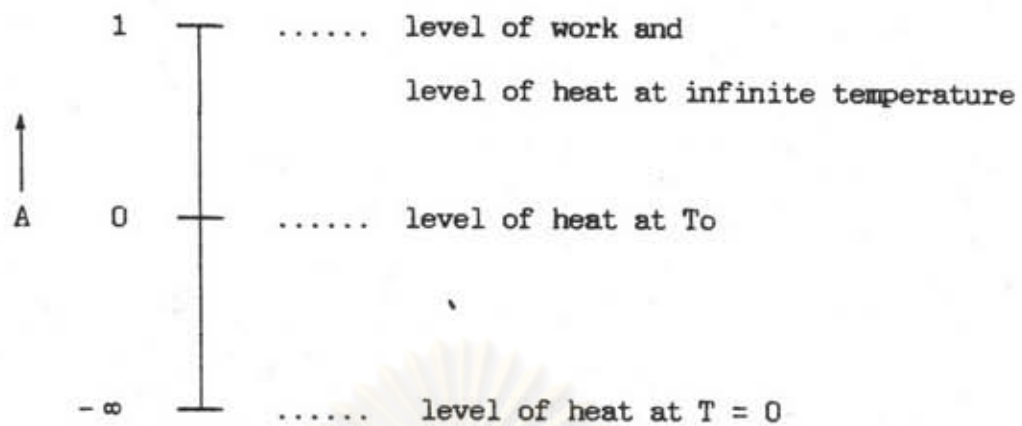 1 ...... level of work and
level of heat at infinite temperature
A 0 ...... level of heat at To
- ∞ ...... level of heat at T = 0